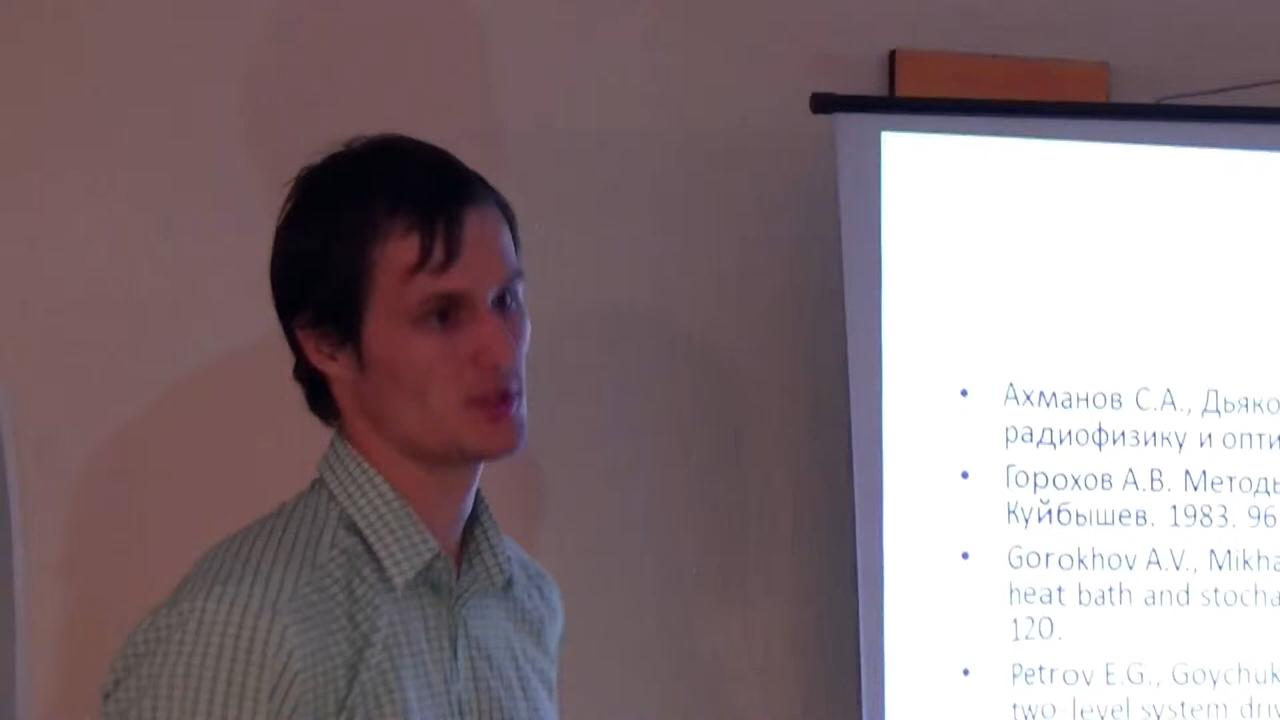 • Ахманов С.А., Дьяко
радиофизику и опти
• Горохов А.В. Методы
Куйбышев. 1983. 96
• Gorokhov A.V., Mikha
heat bath and stocha
120.
• Petrov E.G., Goychuk
two-level system driv